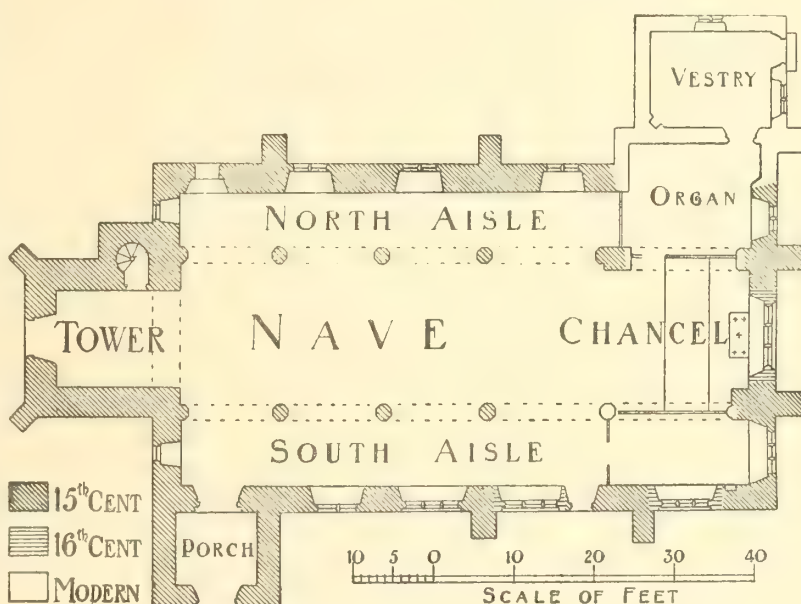 VESTRY
ORGAN
NORTH AISLE
TOWER
NAVE
CHANCEL
SOUTH AISLE
PORCH
15th CENT
16th CENT
MODERN
10 5 0 10 20 30 40
SCALE OF FEET